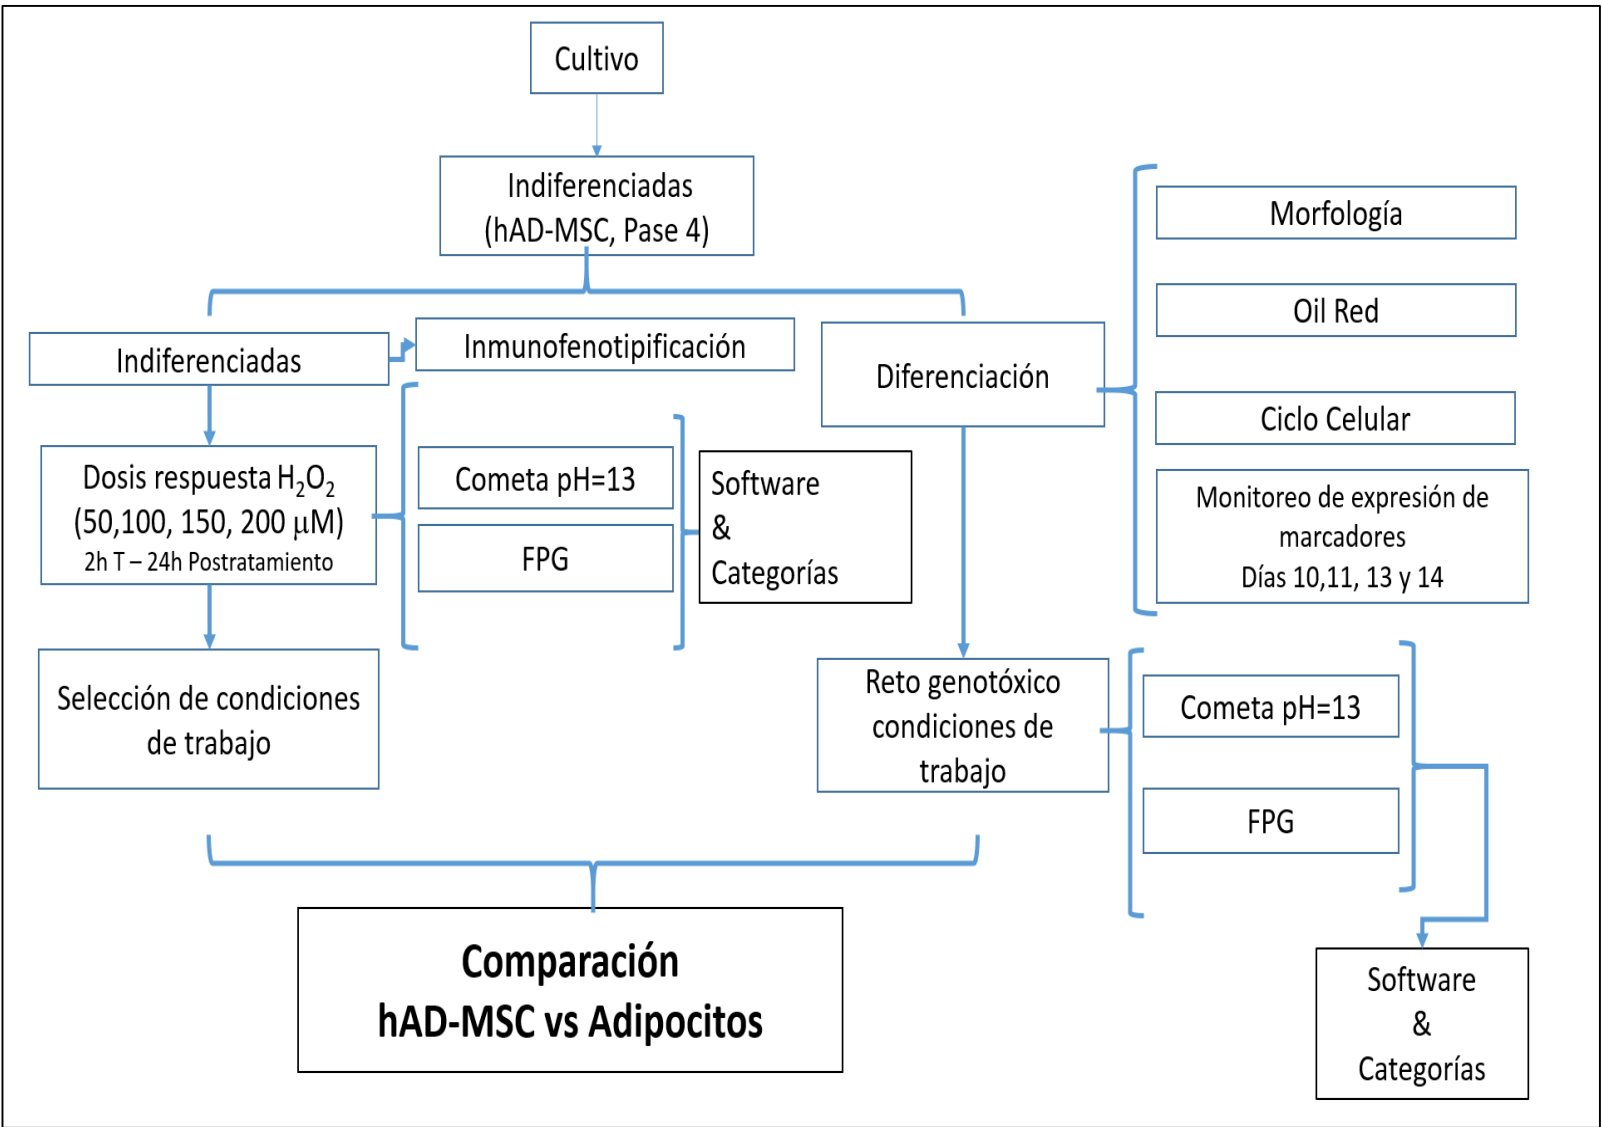 Cultivo
Indiferenciadas
(hAD-MSC, Pase 4)
Indiferenciadas
Inmunofenotipificación
Dosis respuesta H₂O₂
(50,100, 150, 200 μM)
2h T – 24h Postratamiento
Cometa pH=13
FPG
Software
&
Categorías
Selección de condiciones
de trabajo
Diferenciación
Morfología
Oil Red
Ciclo Celular
Monitoreo de expresión de
marcadores
Días 10,11, 13 y 14
Reto genotóxico
condiciones de
trabajo
Cometa pH=13
FPG
Software
&
Categorías
Comparación
hAD-MSC vs Adipocitos